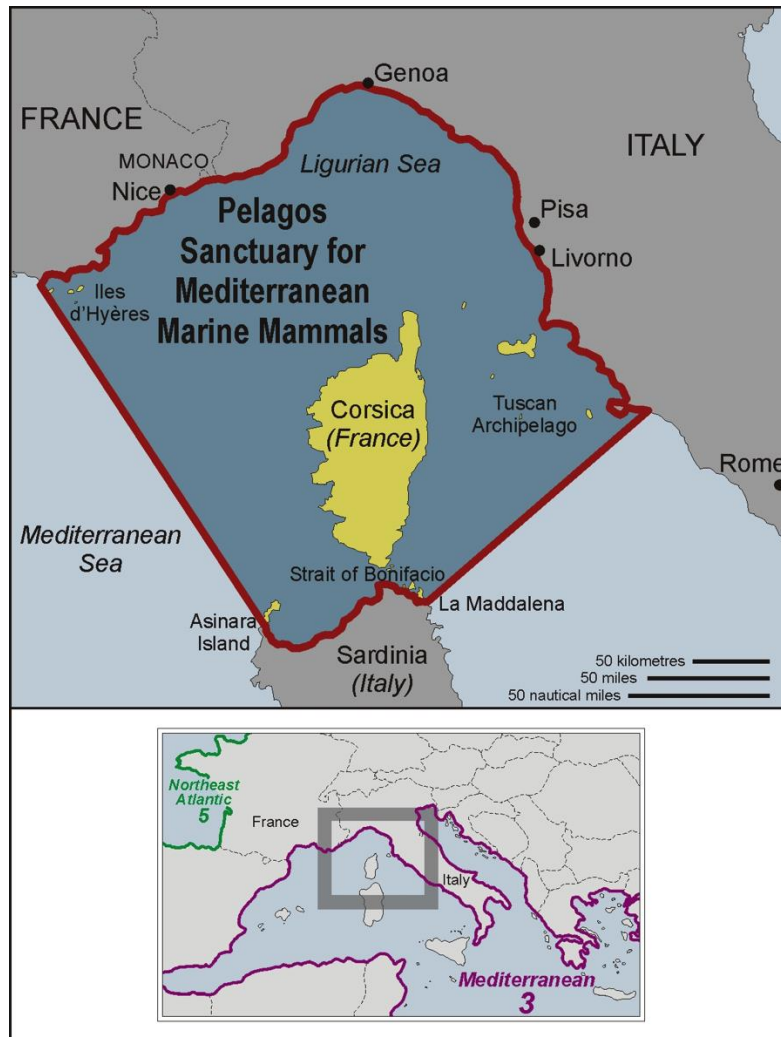 Genoa
FRANCE
ITALY
MONACO
Ligurian Sea
Nice
Pelagos
Sanctuary for
Mediterranean
Marine Mammals
Pisa
Livorno
Iles
d'Hyères
Corsica
(France)
Tuscan
Archipelago
Rome
Mediterranean
Sea
Strait of Bonifacio
La Maddalena
Asinara
Island
Sardinia
(Italy)
50 kilometres
50 miles
50 nautical miles
Northeast
Atlantic
5
France
Italy
Mediterranean
3